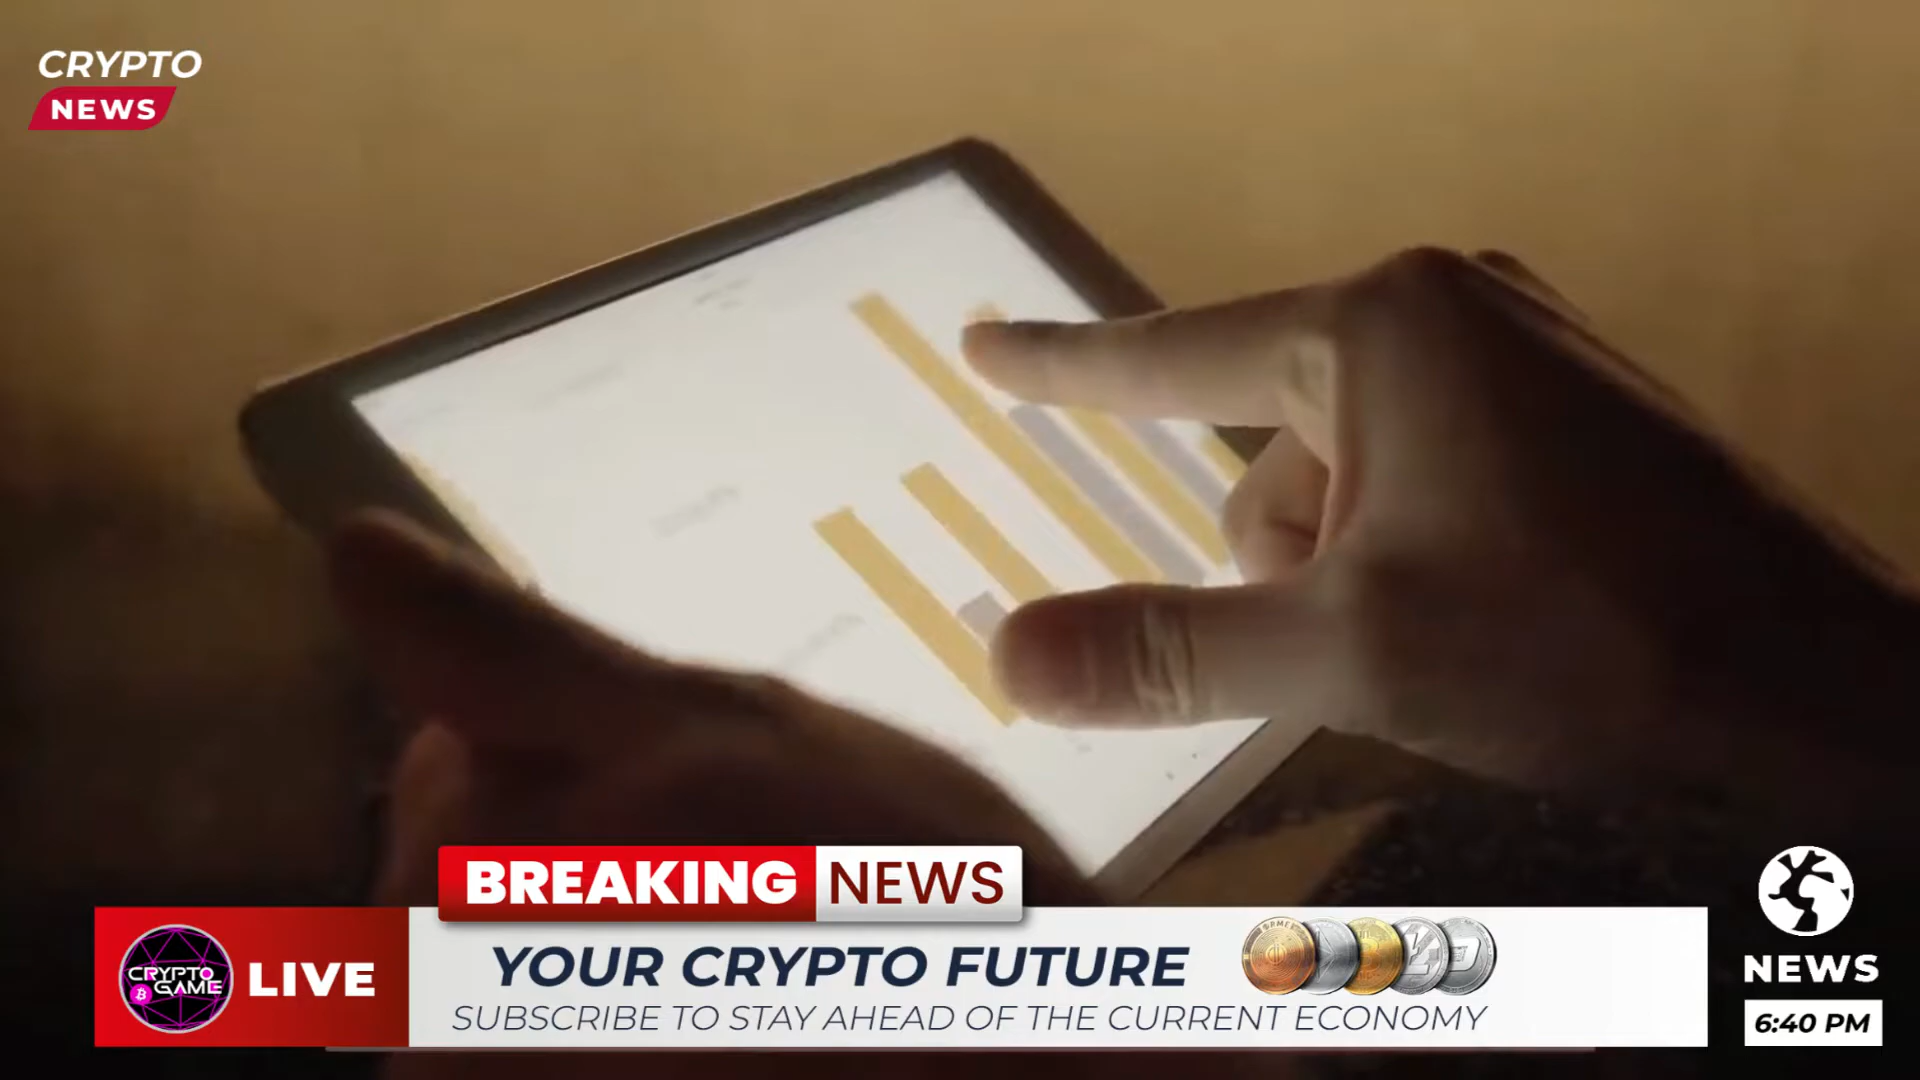 CRYPTO
NEWS
BREAKING NEWS
CRYPTO
GAME
LIVE
YOUR CRYPTO FUTURE
SUBSCRIBE TO STAY AHEAD OF THE CURRENT ECONOMY
NEWS
6:40 PM